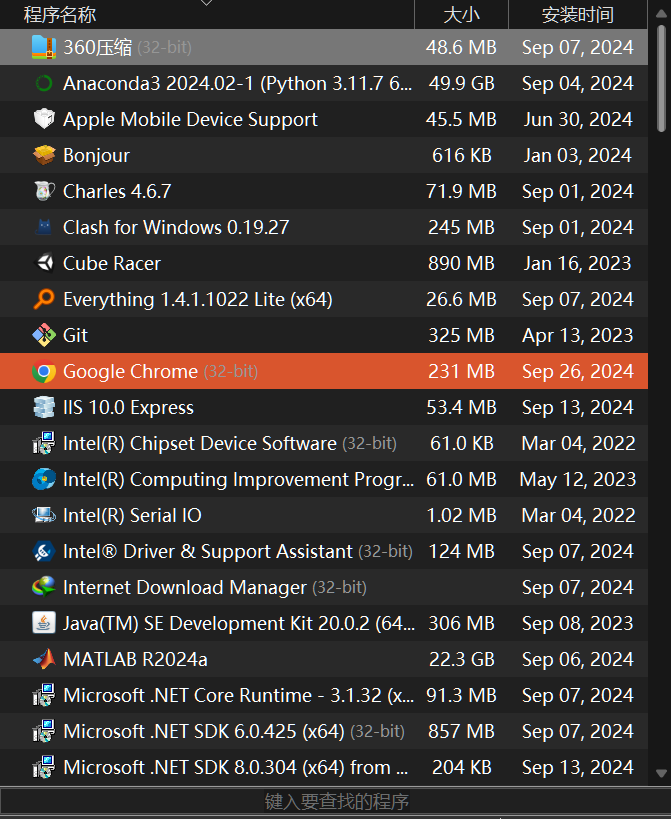 程序名称 大小 安装时间
360压缩 (32-bit) 48.6 MB Sep 07, 2024
Anaconda3 2024.02-1 (Python 3.11.7 6... 49.9 GB Sep 04, 2024
Apple Mobile Device Support 45.5 MB Jun 30, 2024
Bonjour 616 KB Jan 03, 2024
Charles 4.6.7 71.9 MB Sep 01, 2024
Clash for Windows 0.19.27 245 MB Sep 01, 2024
Cube Racer 890 MB Jan 16, 2023
Everything 1.4.1.1022 Lite (x64) 26.6 MB Sep 07, 2024
Git 325 MB Apr 13, 2023
Google Chrome (32-bit) 231 MB Sep 26, 2024
IIS 10.0 Express 53.4 MB Sep 13, 2024
Intel(R) Chipset Device Software (32-bit) 61.0 KB Mar 04, 2022
Intel(R) Computing Improvement Progr... 61.0 MB May 12, 2023
Intel(R) Serial IO 1.02 MB Mar 04, 2022
Intel® Driver & Support Assistant (32-bit) 124 MB Sep 07, 2024
Internet Download Manager (32-bit) Sep 07, 2024
Java(TM) SE Development Kit 20.0.2 (64... 306 MB Sep 08, 2023
MATLAB R2024a 22.3 GB Sep 06, 2024
Microsoft .NET Core Runtime - 3.1.32 (x... 91.3 MB Sep 07, 2024
Microsoft .NET SDK 6.0.425 (x64) (32-bit) 857 MB Sep 07, 2024
Microsoft .NET SDK 8.0.304 (x64) from ... 204 KB Sep 13, 2024
键入要查找的程序